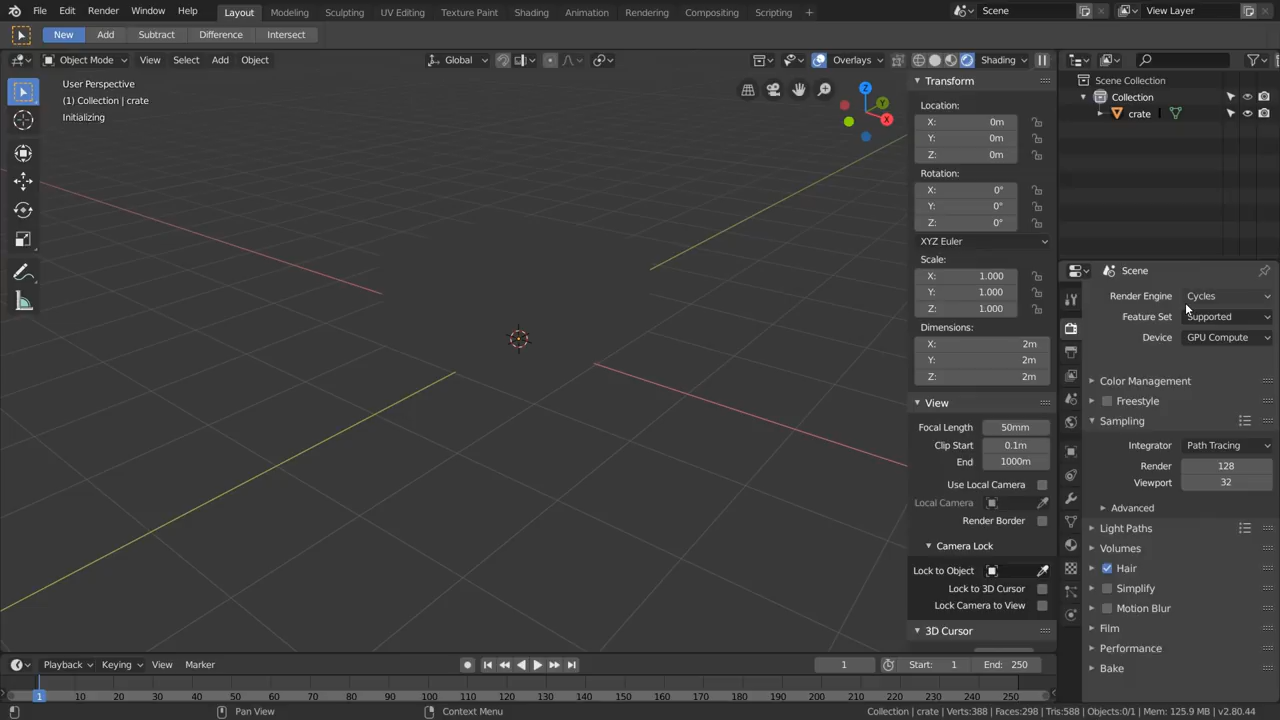 File Edit Render Window Help Layout Modeling Sculpting UV Editing Texture Paint Shading Animation Rendering Compositing Scripting + Scene View Layer
New Add Subtract Difference Intersect
Object Mode View Select Add Object Global Overlays Shading
User Perspective
(1) Collection | crate
Initializing
Z
Y
X
Transform
Location:
X: 0m
Y: 0m
Z: 0m
Rotation:
X: 0°
Y: 0°
Z: 0°
XYZ Euler
Scale:
X: 1.000
Y: 1.000
Z: 1.000
Dimensions:
X: 2m
Y: 2m
Z: 2m
View
Focal Length 50mm
Clip Start 0.1m
End 1000m
Use Local Camera
Local Camera
Render Border
Camera Lock
Lock to Object
Lock to 3D Cursor
Lock Camera to View
3D Cursor
Scene Collection
Collection
crate
Scene
Render Engine Cycles
Feature Set Supported
Device GPU Compute
Color Management
Freestyle
Sampling
Integrator Path Tracing
Render 128
Viewport 32
Advanced
Light Paths
Volumes
Hair
Simplify
Motion Blur
Film
Performance
Bake
Playback Keying View Marker 1 Start: 1 End: 250
1 10 20 30 40 50 60 70 80 90 100 110 120 130 140 150 160 170 180 190 200 210 220 230 240 250
Pan View Context Menu Collection | crate | Verts:388 | Faces:298 | Tris:588 | Objects:0/1 | Mem: 125.9 MB | v2.80.44